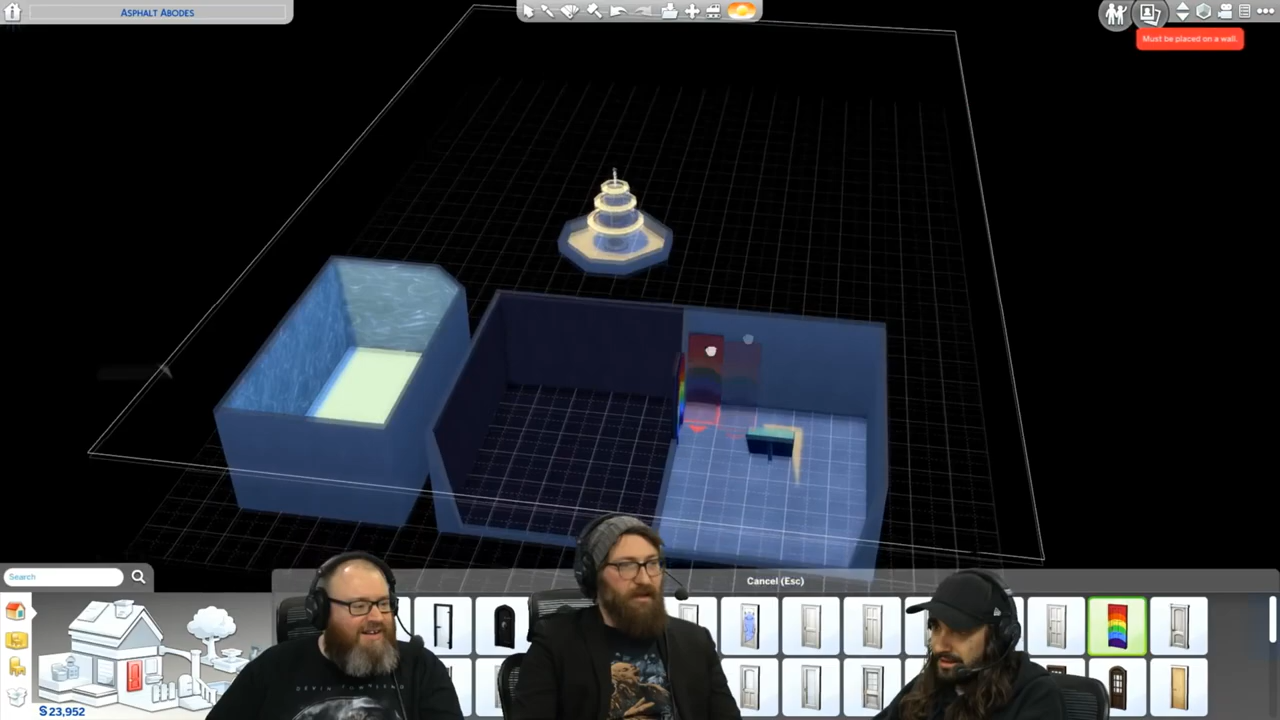 ASPHALT ABODES
Must be placed on a wall.
Search
Cancel (Esc)
§23,952
DEVIN TOWNSEND